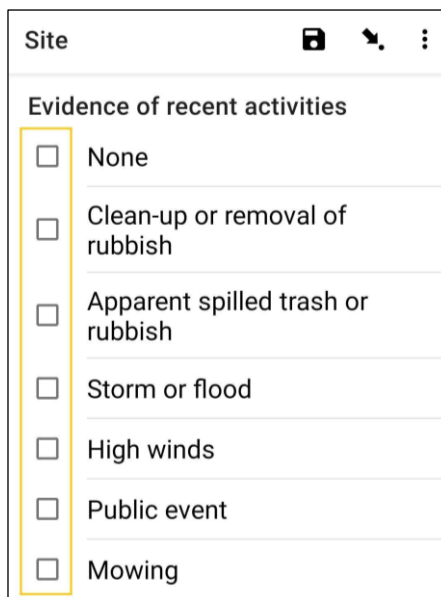 Site
Evidence of recent activities
None
Clean-up or removal of
rubbish
Apparent spilled trash or
rubbish
Storm or flood
High winds
Public event
Mowing